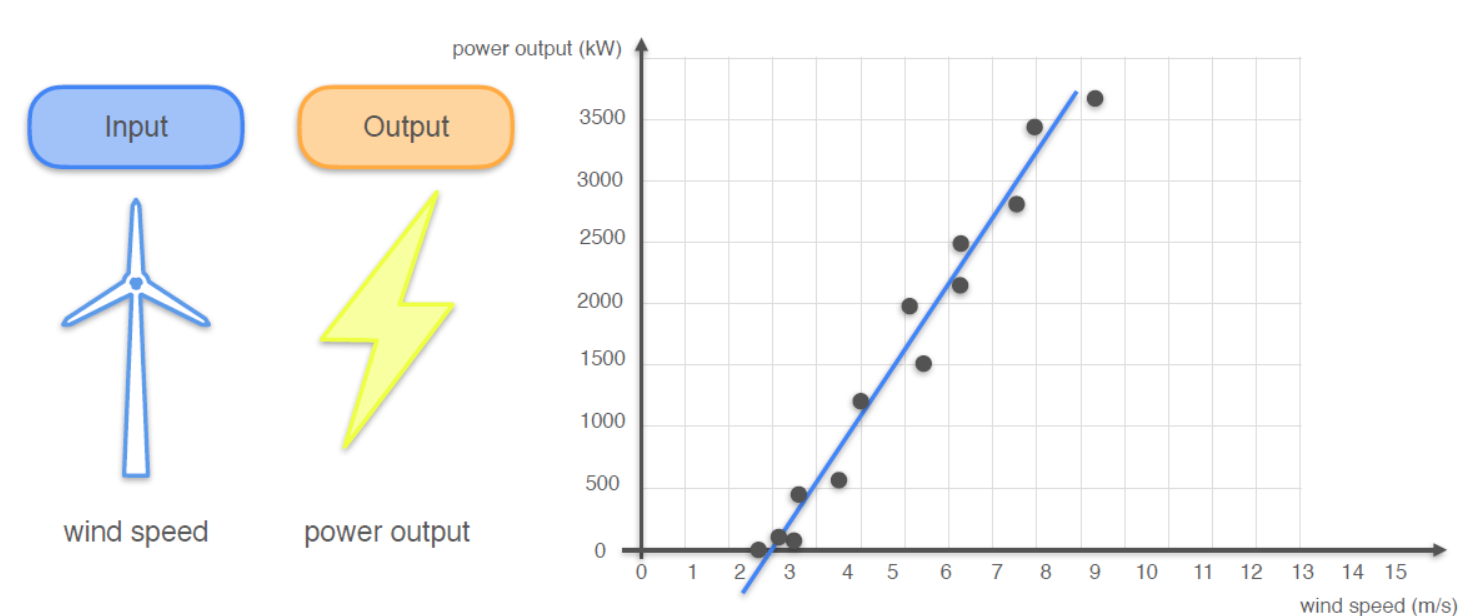 power output (kW)
Input
Output
3500
3000
2500
2000
1500
1000
500
0
0 1 2 3 4 5 6 7 8 9 10 11 12 13 14 15
wind speed
power output
wind speed (m/s)